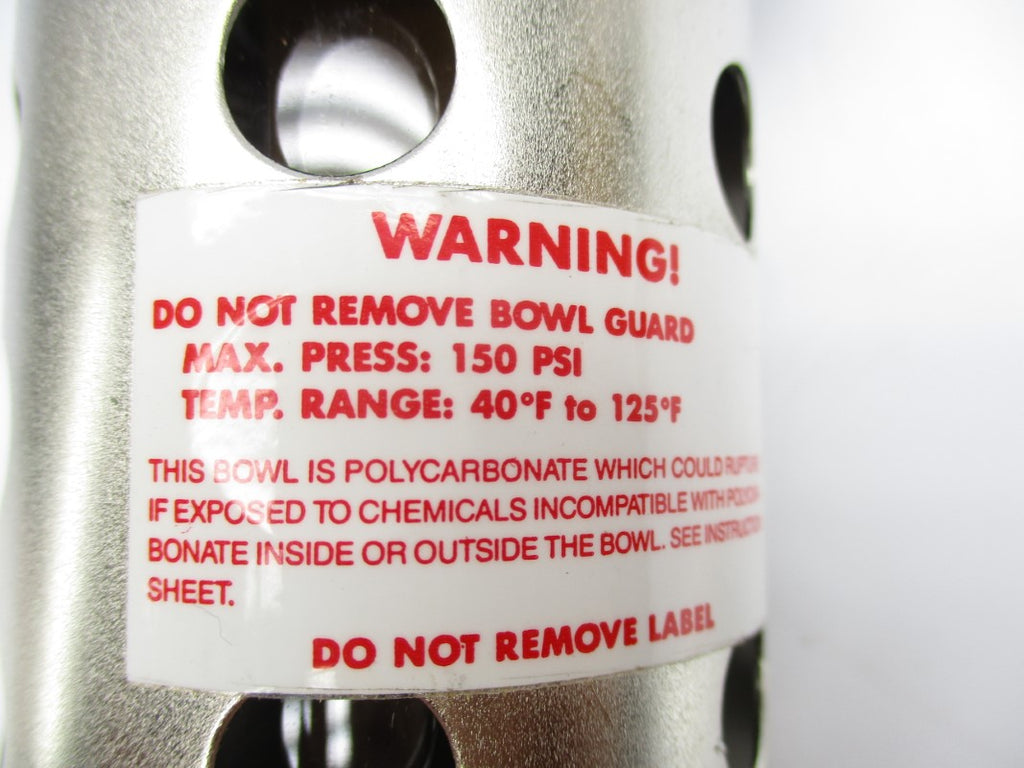 WARNING!
DO NOT REMOVE BOWL GUARD
MAX. PRESS: 150 PSI
TEMP. RANGE: 40°F to 125°F
THIS BOWL IS POLYCARBONATE WHICH COULD
IF EXPOSED TO CHEMICALS INCOMPATIBLE WITH
BONATE INSIDE OR OUTSIDE THE BOWL. SEE
SHEET.
DO NOT REMOVE LABEL